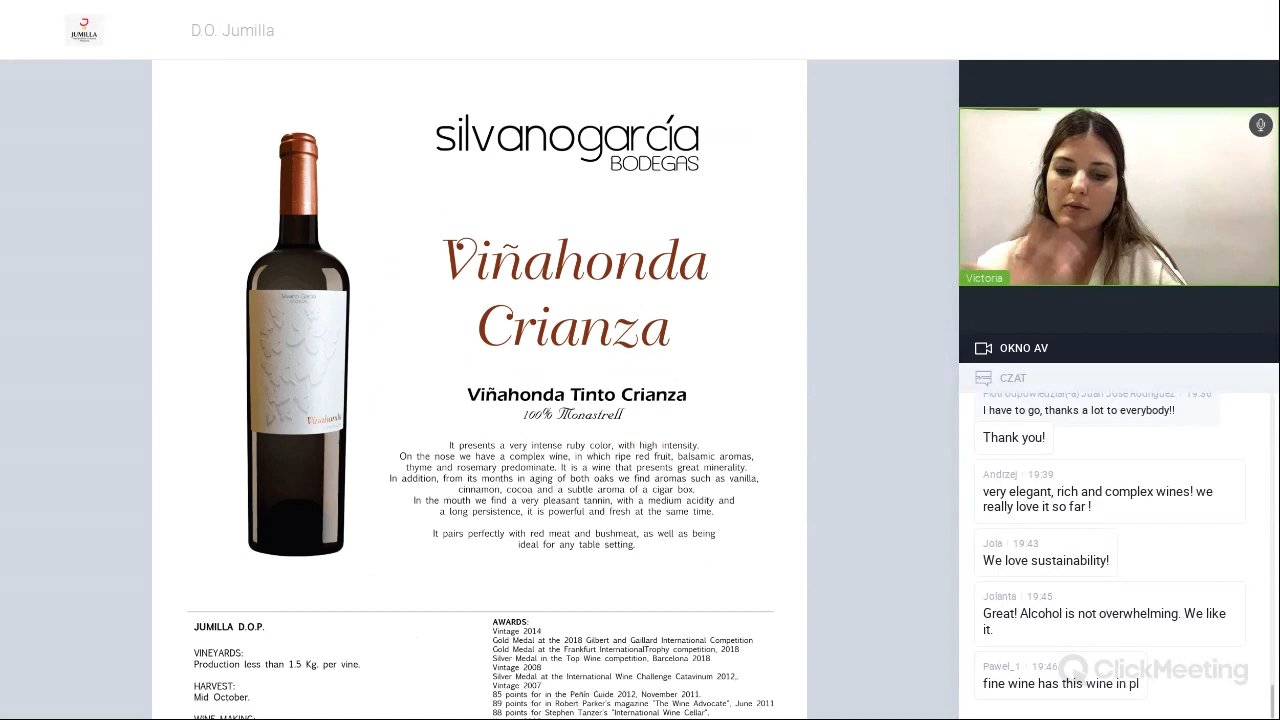 JUMILLA
D.O. Jumilla
silvanogarcía
BODEGAS
Viñahonda
Crianza
Viñahonda Tinto Crianza
100% Monastrell
It presents a very intense ruby color, with high intensity.
On the nose we have a complex wine, in which ripe red fruit, balsamic aromas,
thyme and rosemary predominate. It is a wine that presents great minerality.
In addition, from its months in aging of both oaks we find aromas such as vanilla,
cinnamon, cocoa and a subtle aroma of a cigar box.
In the mouth we find a very pleasant tannin, with a medium acidity and
a long persistence, it is powerful and fresh at the same time.
It pairs perfectly with red meat and bushmeat, as well as being
ideal for any table setting.
Silvano García
Viñahonda
JUMILLA D.O.P.
VINEYARDS:
Production less than 1.5 Kg. per vine.
HARVEST:
Mid October.
WINE MAKING:
AWARDS:
Vintage 2014
Gold Medal at the 2018 Gilbert and Gaillard International Competition
Gold Medal at the Frankfurt InternationalTrophy competition, 2018
Silver Medal in the Top Wine competition, Barcelona 2018
Vintage 2008
Silver Medal at the International Wine Challenge Catavinum 2012,.
Vintage 2007
85 points for in the Peñín Guide 2012, November 2011.
89 points for in Robert Parker's magazine "The Wine Advocate", June 2011
88 points for Stephen Tanzer's "International Wine Cellar".
Victoria
OKNO AV
CZAT
Piotr odpowiedział(-a) Juan Jose Rodriguez 19:36
I have to go, thanks a lot to everybody!!
Thank you!
Andrzej 19:39
very elegant, rich and complex wines! we
really love it so far !
Jola 19:43
We love sustainability!
Jolanta 19:45
Great! Alcohol is not overwhelming. We like
it.
Pawel_1 19:46
fine wine has this wine in pl
ClickMeeting